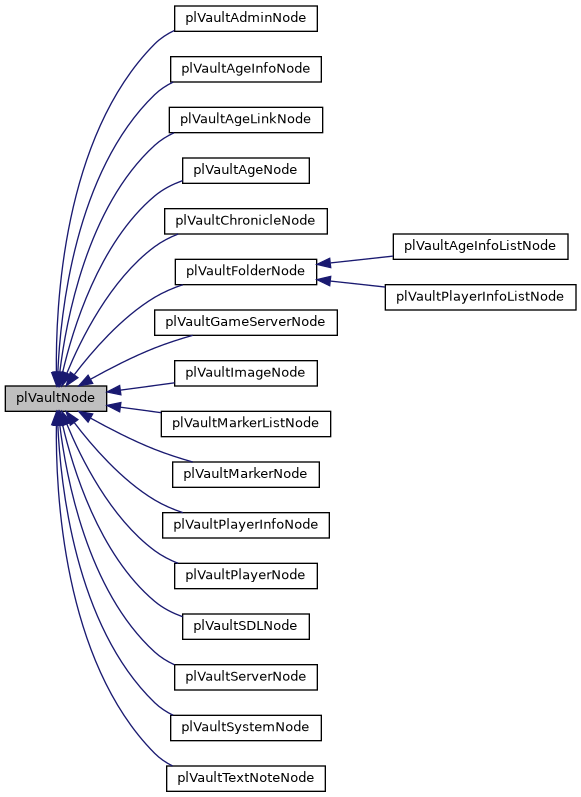 plVaultAdminNode
plVaultAgeInfoNode
plVaultAgeLinkNode
plVaultAgeNode
plVaultChronicleNode
plVaultFolderNode
plVaultAgeInfoListNode
plVaultPlayerInfoListNode
plVaultGameServerNode
plVaultImageNode
plVaultNode
plVaultMarkerListNode
plVaultMarkerNode
plVaultPlayerInfoNode
plVaultPlayerNode
plVaultSDLNode
plVaultServerNode
plVaultSystemNode
plVaultTextNoteNode